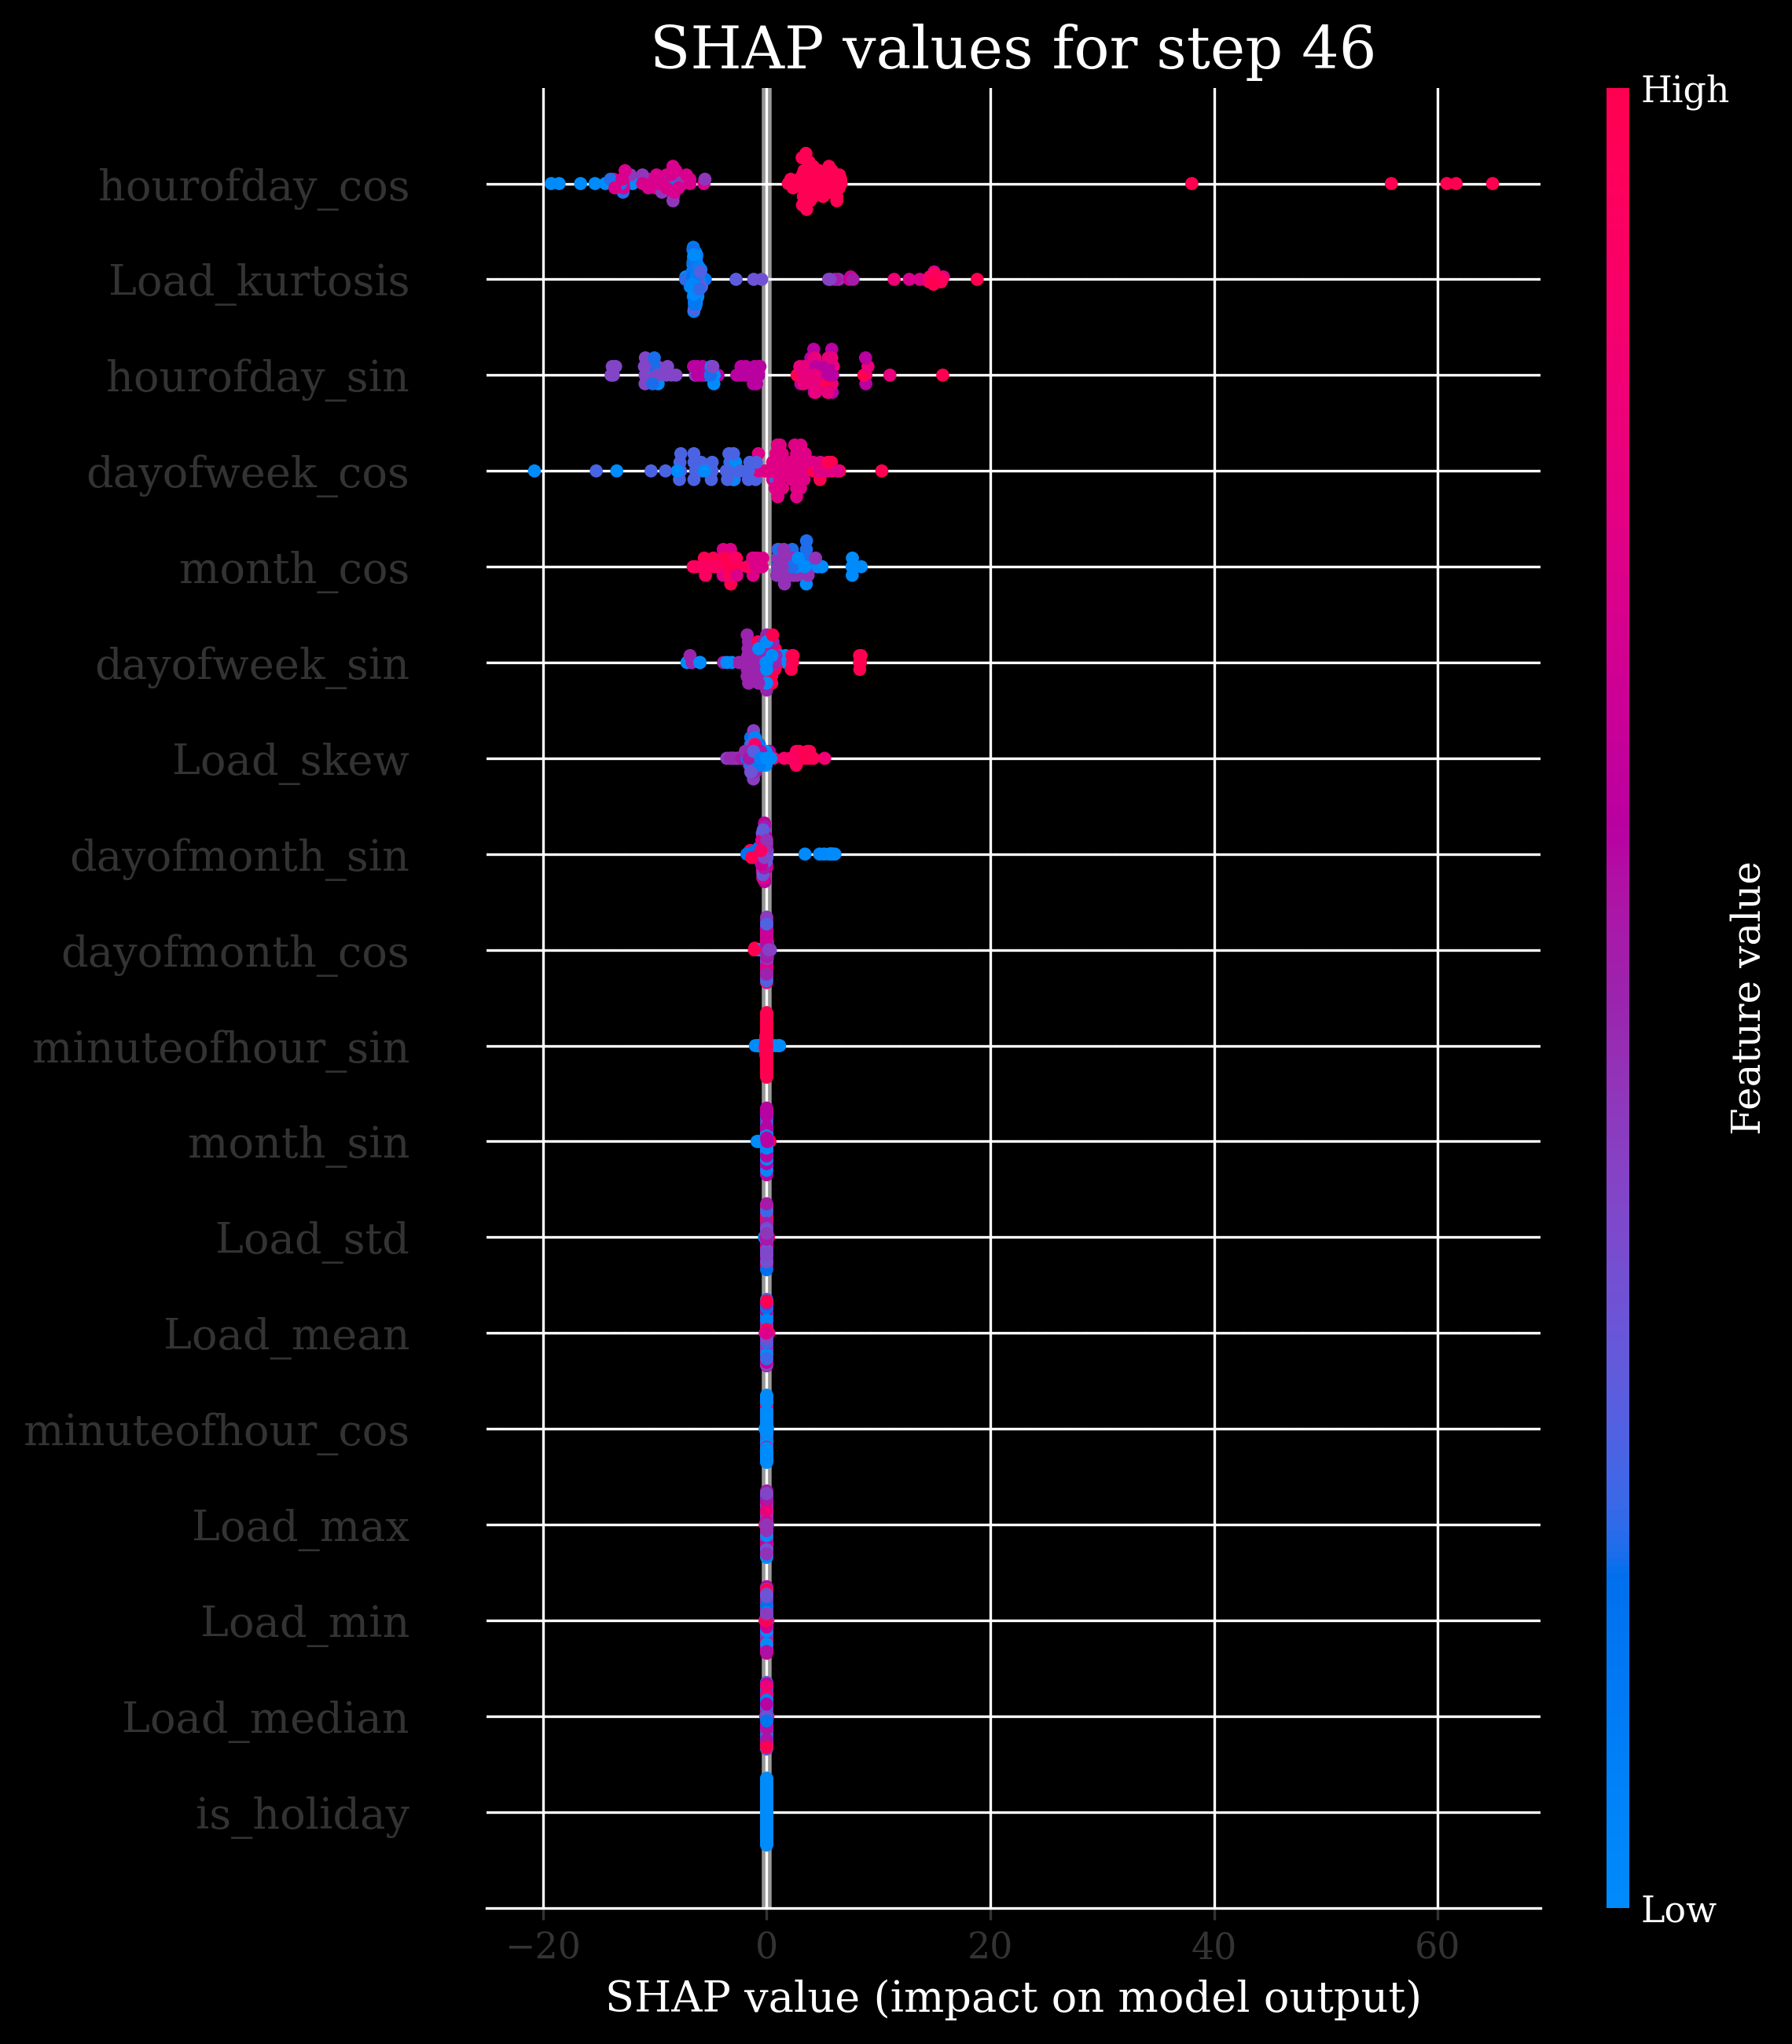 SHAP values for step 46
High
hourofday_cos
Load_kurtosis
hourofday_sin
dayofweek_cos
month_cos
dayofweek_sin
Load_skew
dayofmonth_sin
dayofmonth_cos
minuteofhour_sin
month_sin
Load_std
Load_mean
minuteofhour_cos
Load_max
Load_min
Load_median
is_holiday
Feature value
Low
−20 0 20 40 60
SHAP value (impact on model output)